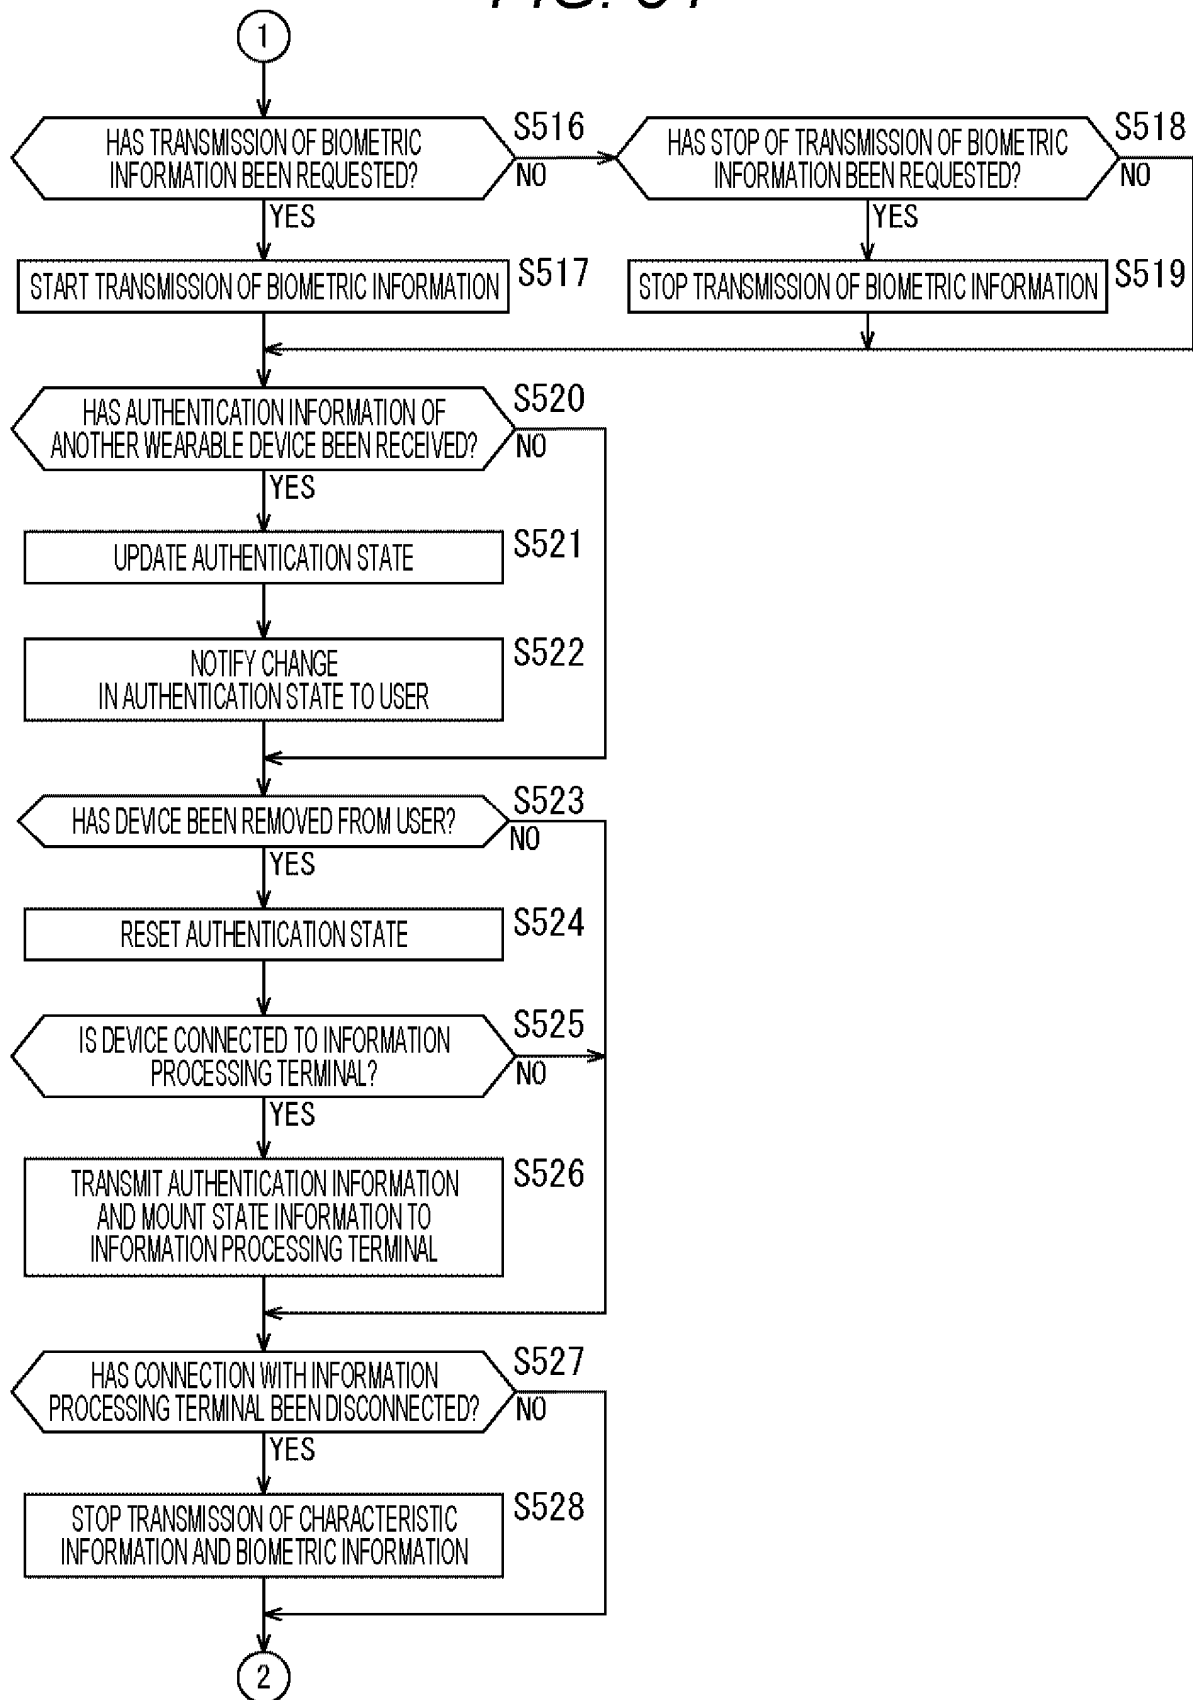 1
HAS TRANSMISSION OF BIOMETRIC
INFORMATION BEEN REQUESTED?
S516
NO
YES
HAS STOP OF TRANSMISSION OF BIOMETRIC
INFORMATION BEEN REQUESTED?
S518
NO
YES
START TRANSMISSION OF BIOMETRIC INFORMATION
S517
STOP TRANSMISSION OF BIOMETRIC INFORMATION
S519
HAS AUTHENTICATION INFORMATION OF
ANOTHER WEARABLE DEVICE BEEN RECEIVED?
S520
NO
YES
UPDATE AUTHENTICATION STATE
S521
NOTIFY CHANGE
IN AUTHENTICATION STATE TO USER
S522
HAS DEVICE BEEN REMOVED FROM USER?
S523
NO
YES
RESET AUTHENTICATION STATE
S524
IS DEVICE CONNECTED TO INFORMATION
PROCESSING TERMINAL?
S525
NO
YES
TRANSMIT AUTHENTICATION INFORMATION
AND MOUNT STATE INFORMATION TO
INFORMATION PROCESSING TERMINAL
S526
HAS CONNECTION WITH INFORMATION
PROCESSING TERMINAL BEEN DISCONNECTED?
S527
NO
YES
STOP TRANSMISSION OF CHARACTERISTIC
INFORMATION AND BIOMETRIC INFORMATION
S528
2